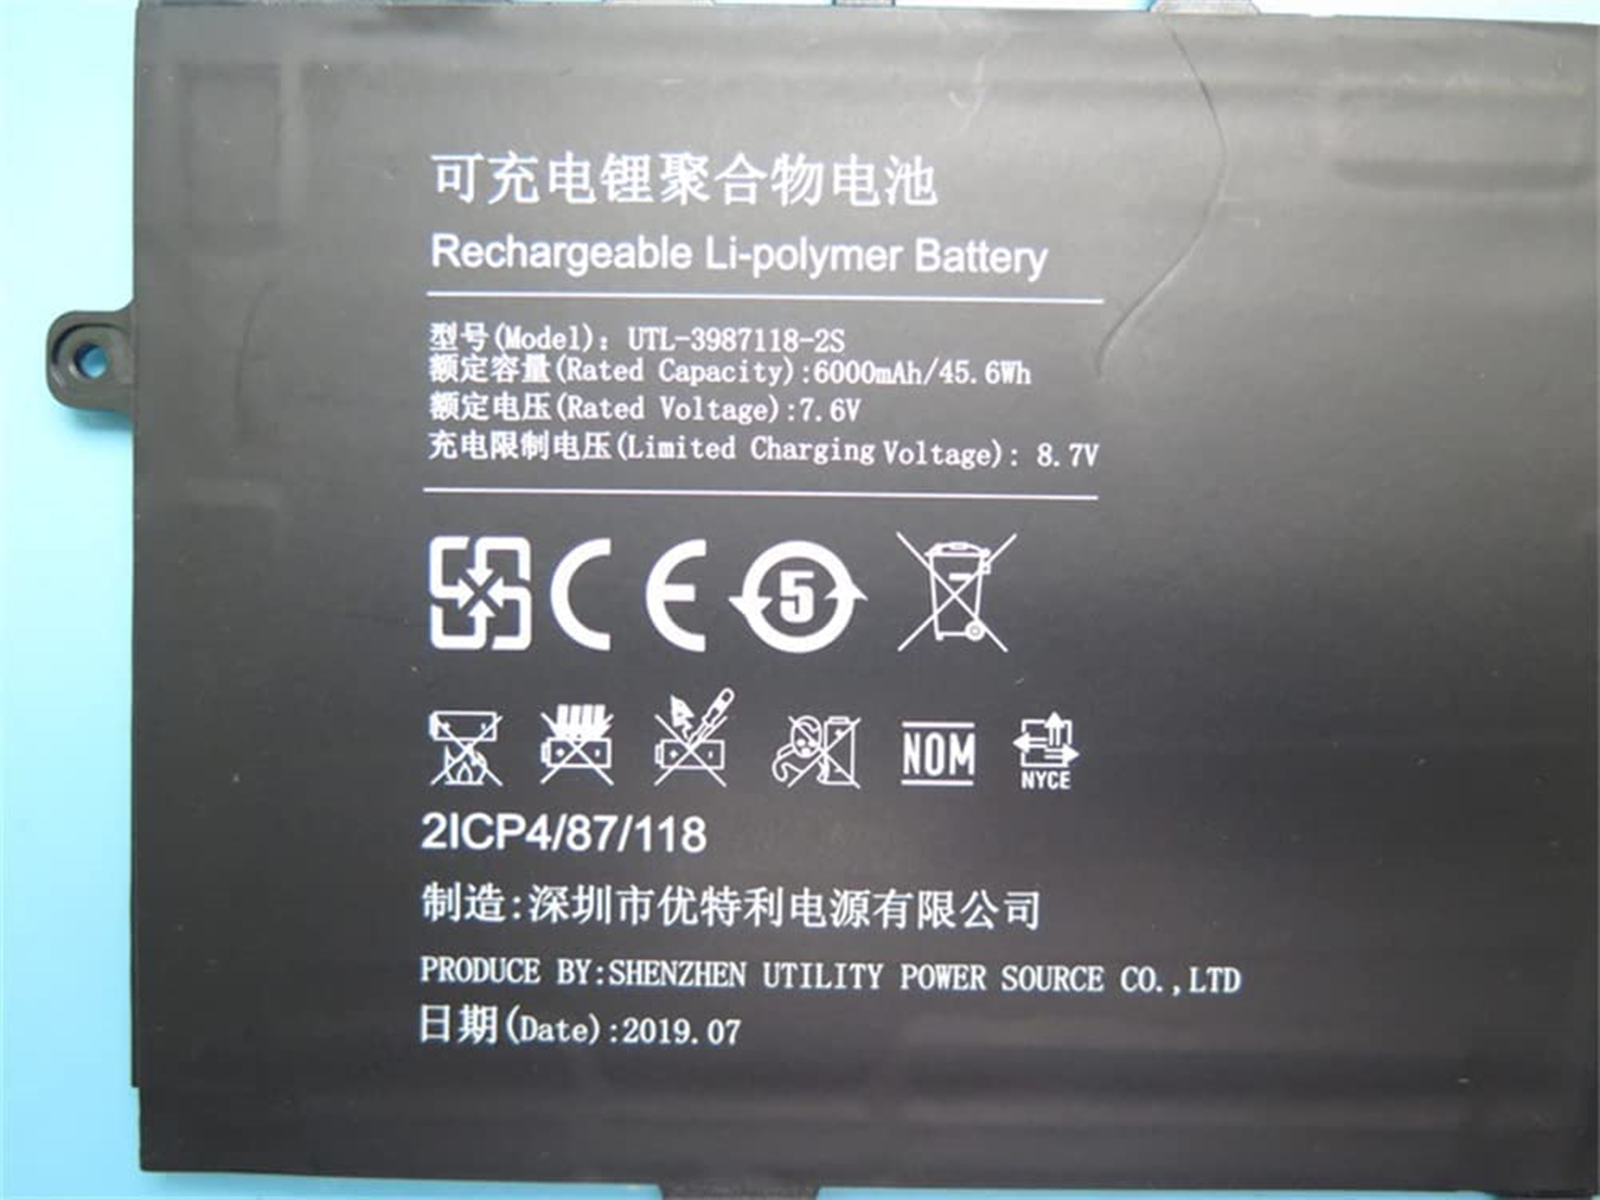 可充电锂聚合物电池
Rechargeable Li-polymer Battery
型号(Model): UTL-3987118-2S
额定容量(Rated Capacity):6000mAh/45.6Wh
额定电压(Rated Voltage):7.6V
充电限制电压(Limited Charging Voltage): 8.7V
CE 5
NOM NYCE
2ICP4/87/118
制造:深圳市优特利电源有限公司
PRODUCE BY:SHENZHEN UTILITY POWER SOURCE CO.,LTD
日期(Date):2019.07